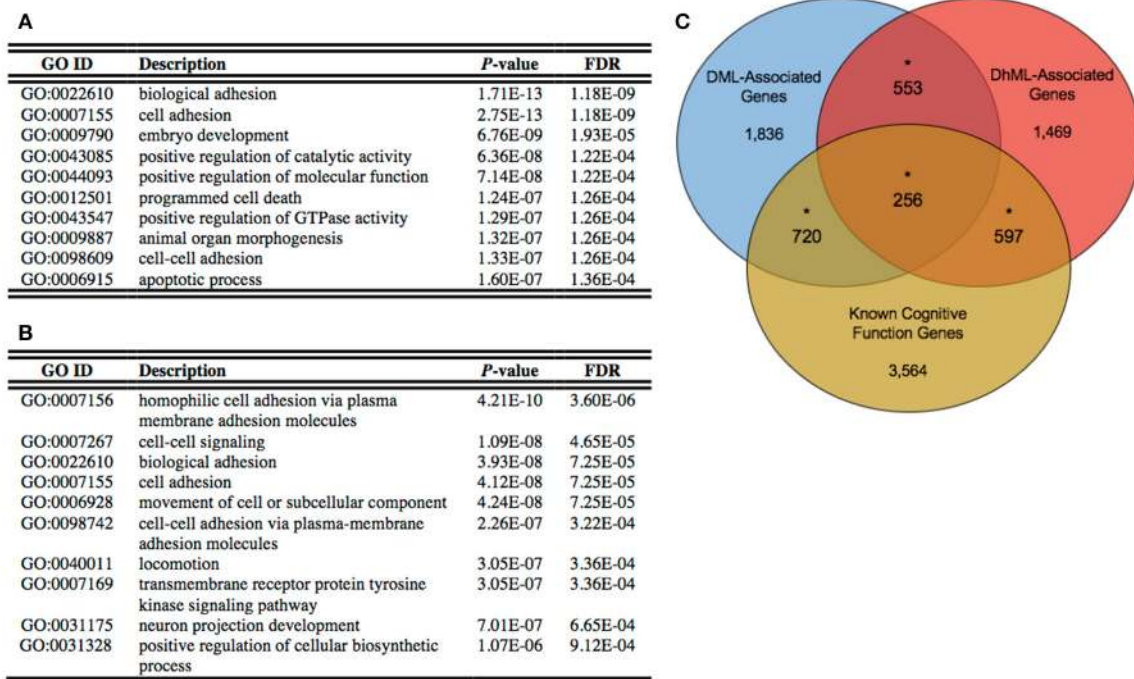 A
GO ID Description P-value FDR
GO:0022610 biological adhesion 1.71E-13 1.18E-09
GO:0007155 cell adhesion 2.75E-13 1.18E-09
GO:0009790 embryo development 6.76E-09 1.93E-05
GO:0043085 positive regulation of catalytic activity 6.36E-08 1.22E-04
GO:0044093 positive regulation of molecular function 7.14E-08 1.22E-04
GO:0012501 programmed cell death 1.24E-07 1.26E-04
GO:0043547 positive regulation of GTPase activity 1.29E-07 1.26E-04
GO:0009887 animal organ morphogenesis 1.32E-07 1.26E-04
GO:0098609 cell-cell adhesion 1.33E-07 1.26E-04
GO:0006915 apoptotic process 1.60E-07 1.36E-04
B
GO ID Description P-value FDR
GO:0007156 homophilic cell adhesion via plasma 4.21E-10 3.60E-06
membrane adhesion molecules
GO:0007267 cell-cell signaling 1.09E-08 4.65E-05
GO:0022610 biological adhesion 3.93E-08 7.25E-05
GO:0007155 cell adhesion 4.12E-08 7.25E-05
GO:0006928 movement of cell or subcellular component 4.24E-08 7.25E-05
GO:0098742 cell-cell adhesion via plasma-membrane 2.26E-07 3.22E-04
adhesion molecules
GO:0040011 locomotion 3.05E-07 3.36E-04
GO:0007169 transmembrane receptor protein tyrosine 3.05E-07 3.36E-04
kinase signaling pathway
GO:0031175 neuron projection development 7.01E-07 6.65E-04
GO:0031328 positive regulation of cellular biosynthetic 1.07E-06 9.12E-04
process
C
DML-Associated
Genes
1,836
*
553
DhML-Associated
Genes
1,469
*
256
*
720
*
597
Known Cognitive
Function Genes
3,564